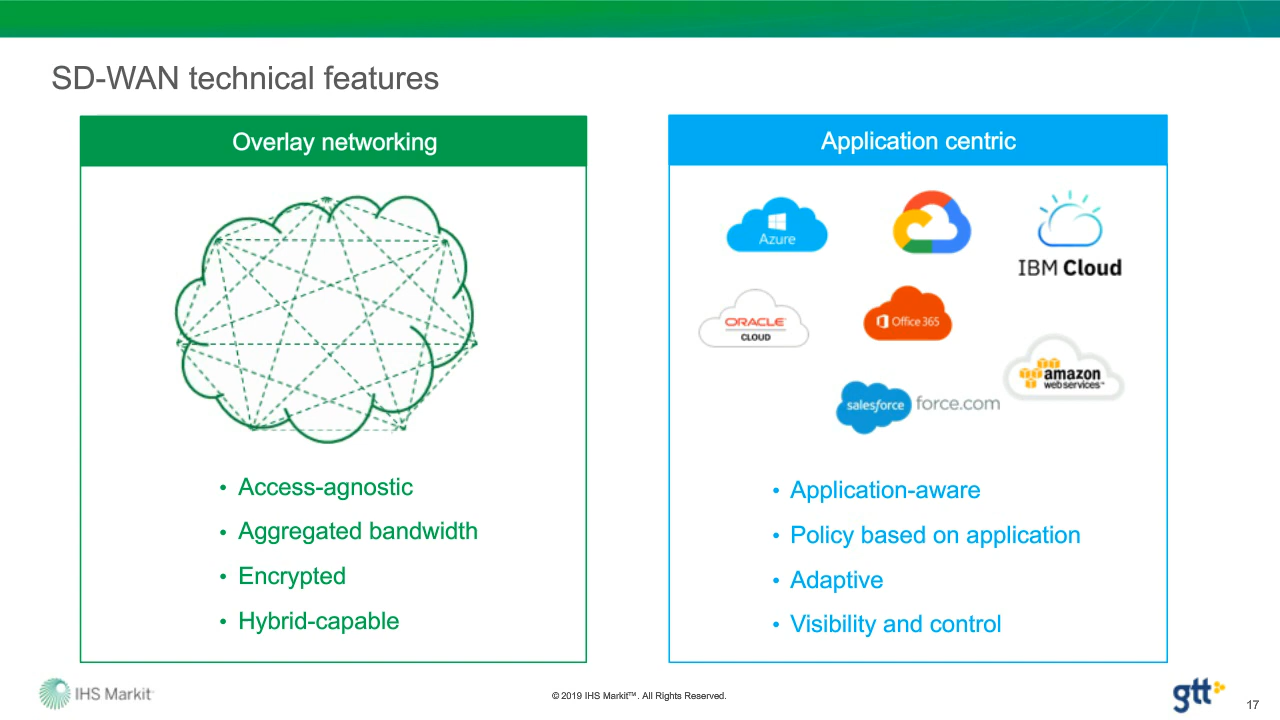 SD-WAN technical features
Overlay networking
• Access-agnostic
• Aggregated bandwidth
• Encrypted
• Hybrid-capable
Application centric
Azure
IBM Cloud
ORACLE
CLOUD
Office 365
amazon
web services™
salesforce force.com
• Application-aware
• Policy based on application
• Adaptive
• Visibility and control
IHS Markit
© 2019 IHS Markit™. All Rights Reserved.
gtt
17